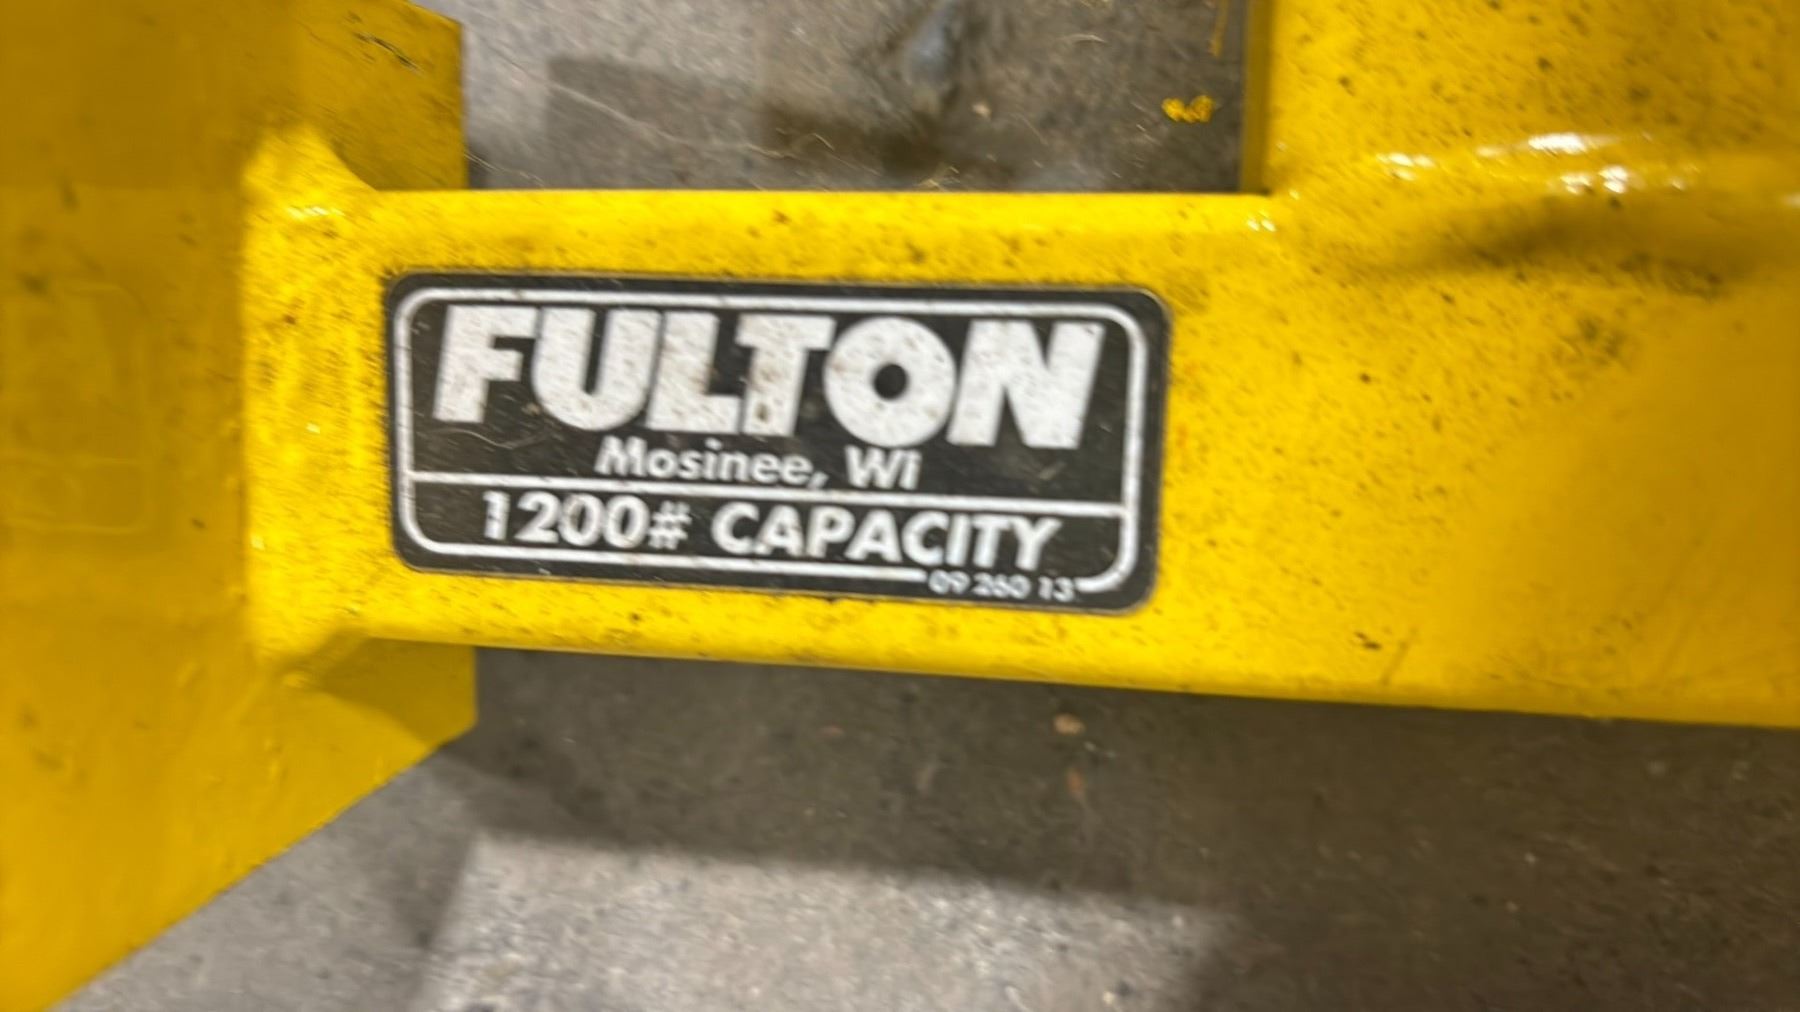 FULTON
Mosinee, Wi
1200# CAPACITY
09 260 13